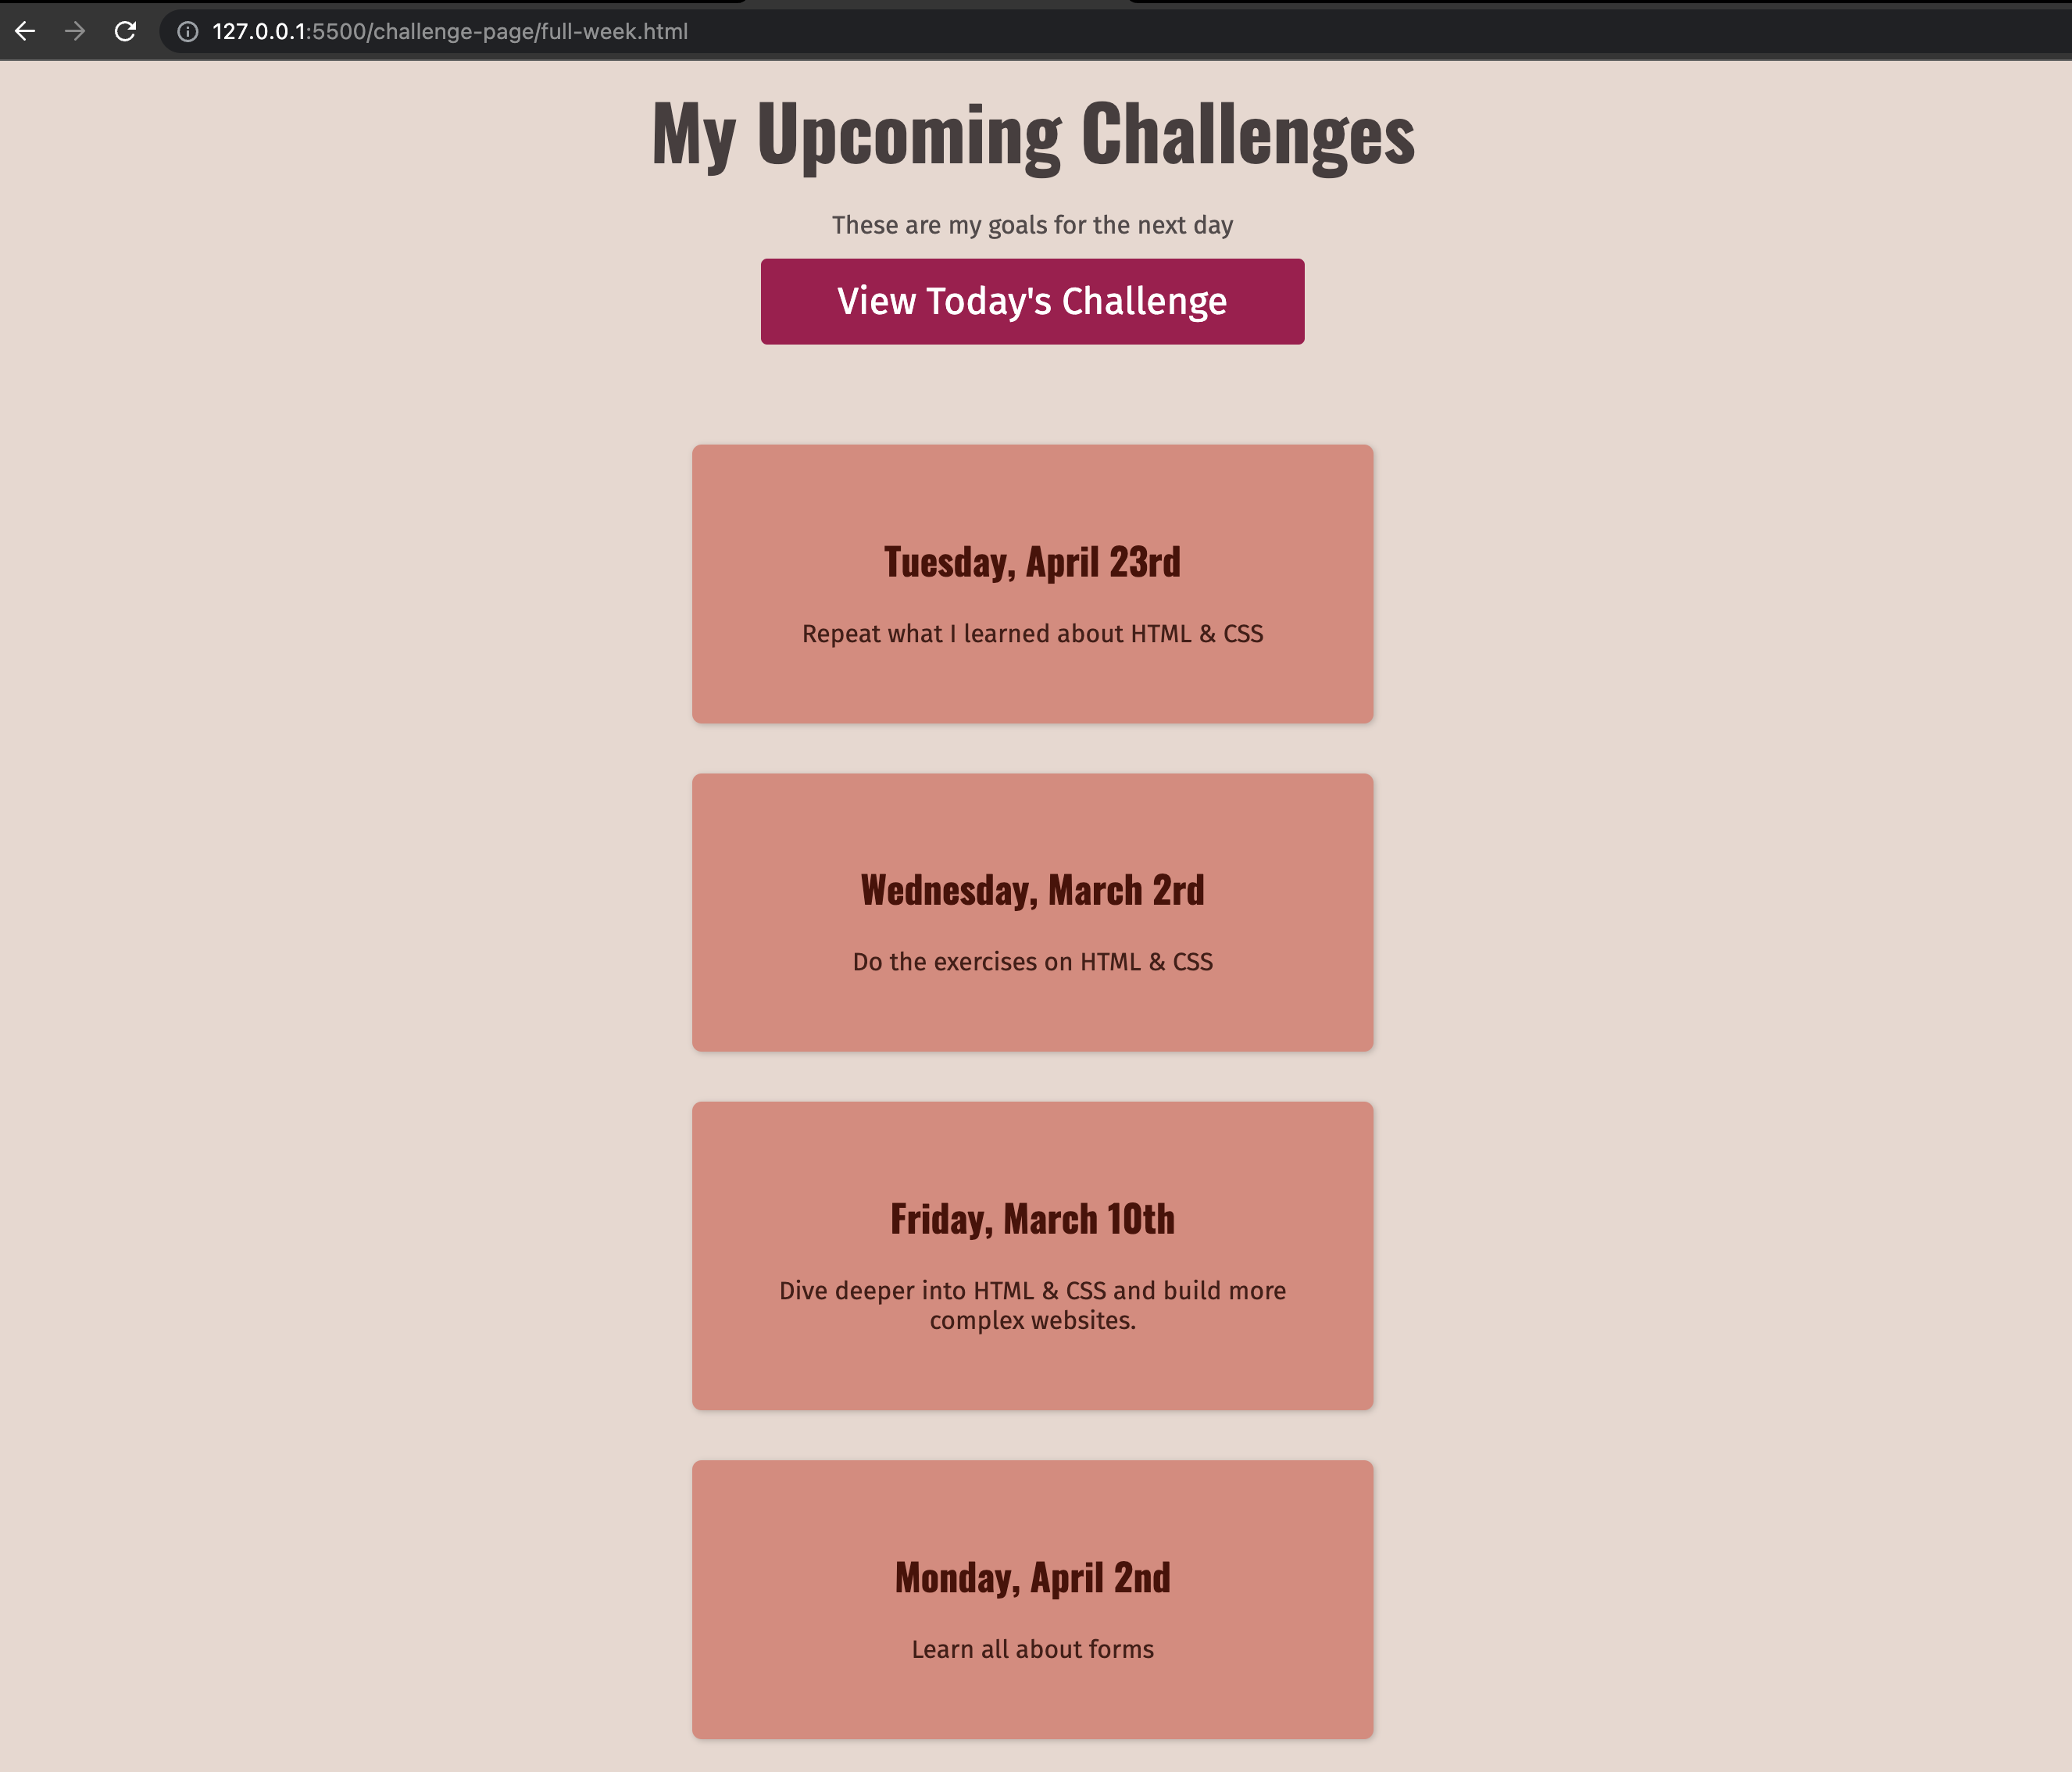 127.0.0.1:5500/challenge-page/full-week.html
My Upcoming Challenges
These are my goals for the next day
View Today's Challenge
Tuesday, April 23rd
Repeat what I learned about HTML & CSS
Wednesday, March 2rd
Do the exercises on HTML & CSS
Friday, March 10th
Dive deeper into HTML & CSS and build more
complex websites.
Monday, April 2nd
Learn all about forms